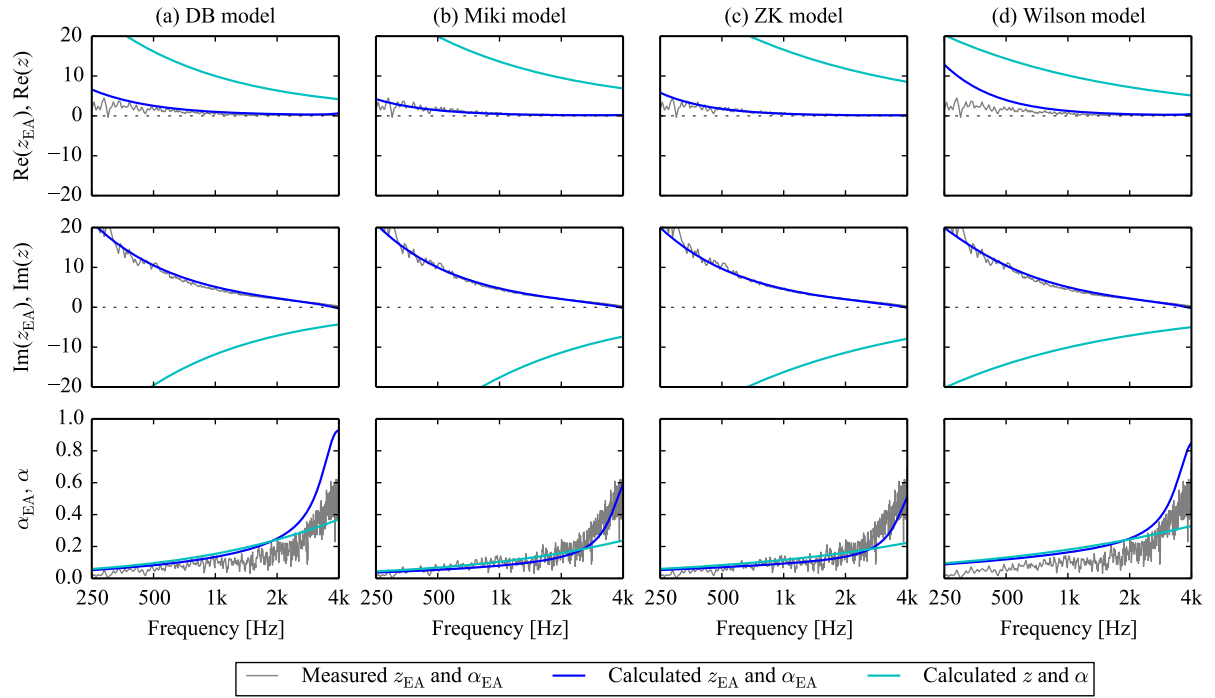 (a) DB model (b) Miki model (c) ZK model (d) Wilson model
Re(z_EA), Re(z)
20
10
0
−10
−20
Im(z_EA), Im(z)
20
10
0
−10
−20
α_EA, α
1.0
0.8
0.6
0.4
0.2
0.0
250 500 1k 2k 4k 250 500 1k 2k 4k 250 500 1k 2k 4k 250 500 1k 2k 4k
Frequency [Hz] Frequency [Hz] Frequency [Hz] Frequency [Hz]
Measured z_EA and α_EA Calculated z_EA and α_EA Calculated z and α